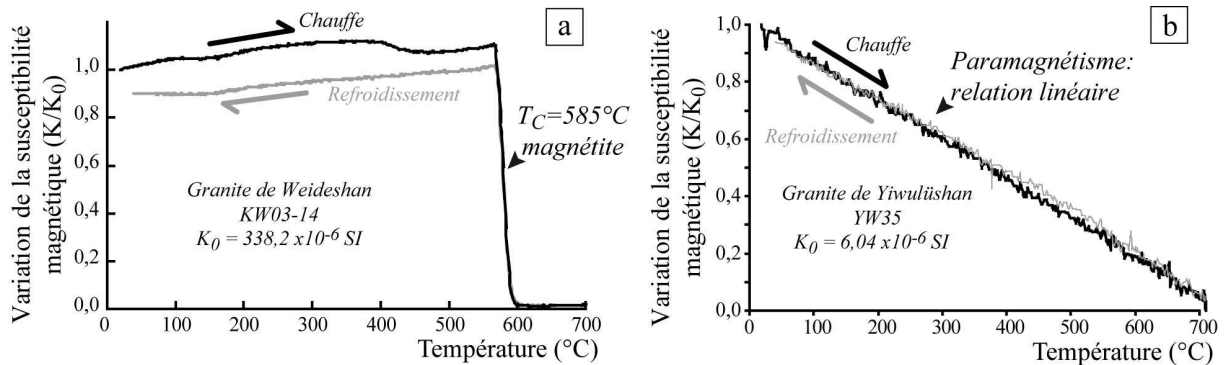 a
Variation de la susceptibilité
magnétique (K/K0)
1,0
0,8
0,6
0,4
0,2
0,0
Chauffe
Refroidissement
TC=585°C
magnétite
Granite de Weideshan
KW03-14
K0 = 338,2 x10-6 SI
100
200
300
400
500
600
700
Température (°C)
b
Variation de la susceptibilité
magnétique (K/K0)
1,0
0,8
0,6
0,4
0,2
0,0
Chauffe
Refroidissement
Paramagnétisme:
relation linéaire
Granite de Yiwulüshan
YW35
K0 = 6,04 x10-6 SI
0
100
200
300
400
500
600
700
Température (°C)